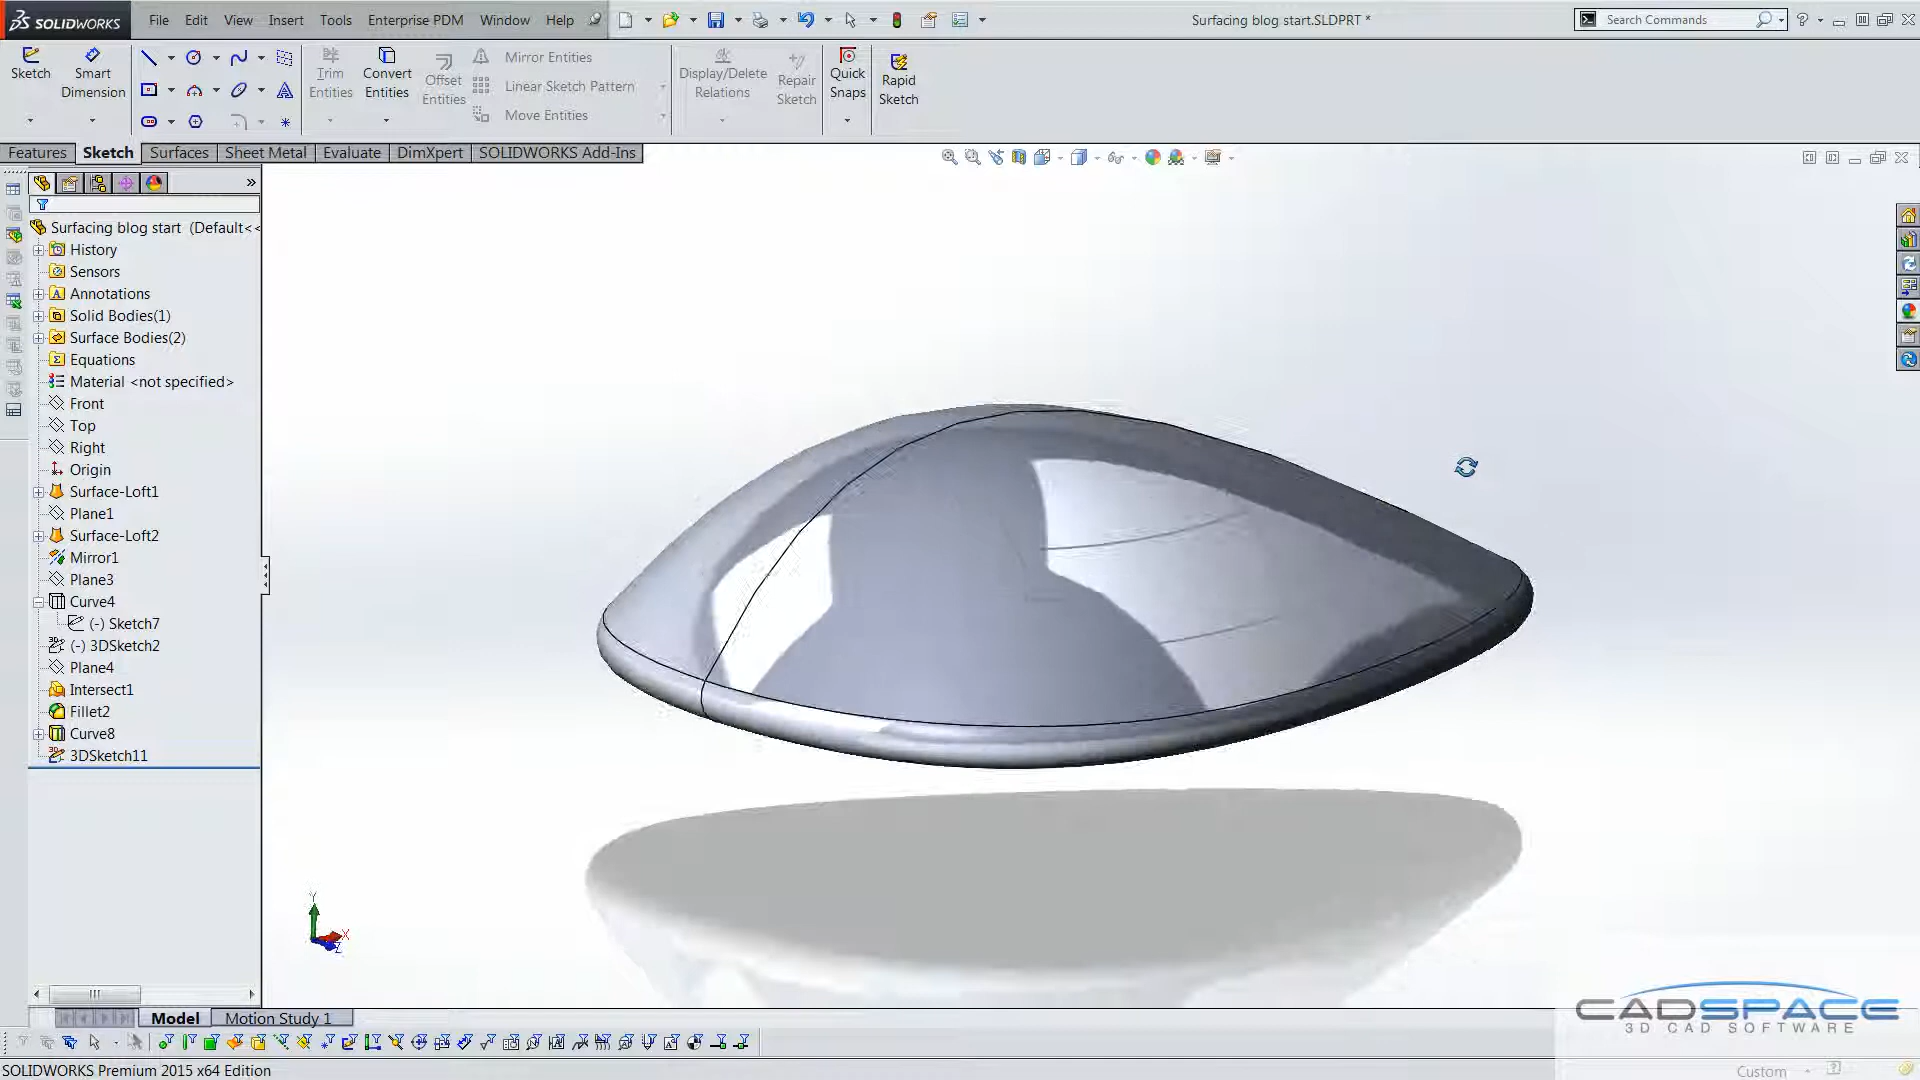 SOLIDWORKS File Edit View Insert Tools Enterprise PDM Window Help Surfacing blog start.SLDPRT * Search Commands
Sketch Smart Dimension Trim Entities Convert Entities Offset Entities Mirror Entities Linear Sketch Pattern Move Entities Display/Delete Relations Repair Sketch Quick Snaps Rapid Sketch
Features Sketch Surfaces Sheet Metal Evaluate DimXpert SOLIDWORKS Add-Ins
Surfacing blog start (Default<<
History
Sensors
Annotations
Solid Bodies(1)
Surface Bodies(2)
Equations
Material <not specified>
Front
Top
Right
Origin
Surface-Loft1
Plane1
Surface-Loft2
Mirror1
Plane3
Curve4
(-) Sketch7
(-) 3DSketch2
Plane4
Intersect1
Fillet2
Curve8
3DSketch11
Y
X
Z
Model Motion Study 1
CADSPACE
3D CAD SOFTWARE
SOLIDWORKS Premium 2015 x64 Edition Custom